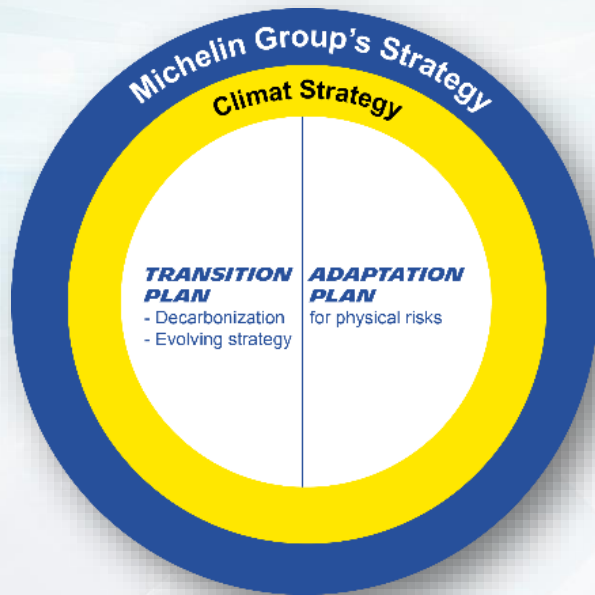 Michelin Group's Strategy
Climat Strategy
TRANSITION
PLAN
- Decarbonization
- Evolving strategy
ADAPTATION
PLAN
for physical risks